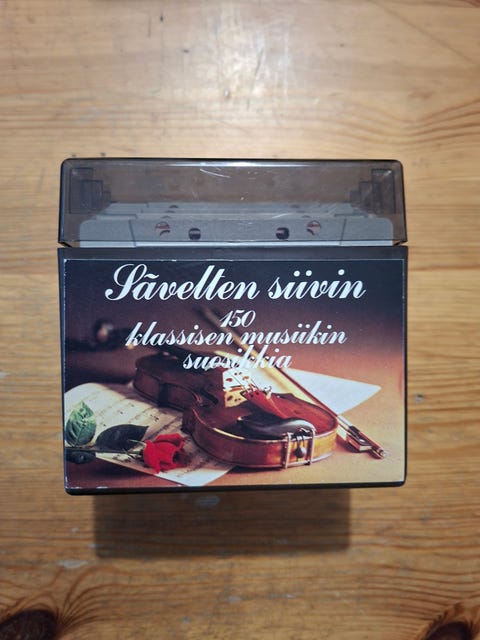 Sävelten siivin
150
klassisen musiikin
suosikkia